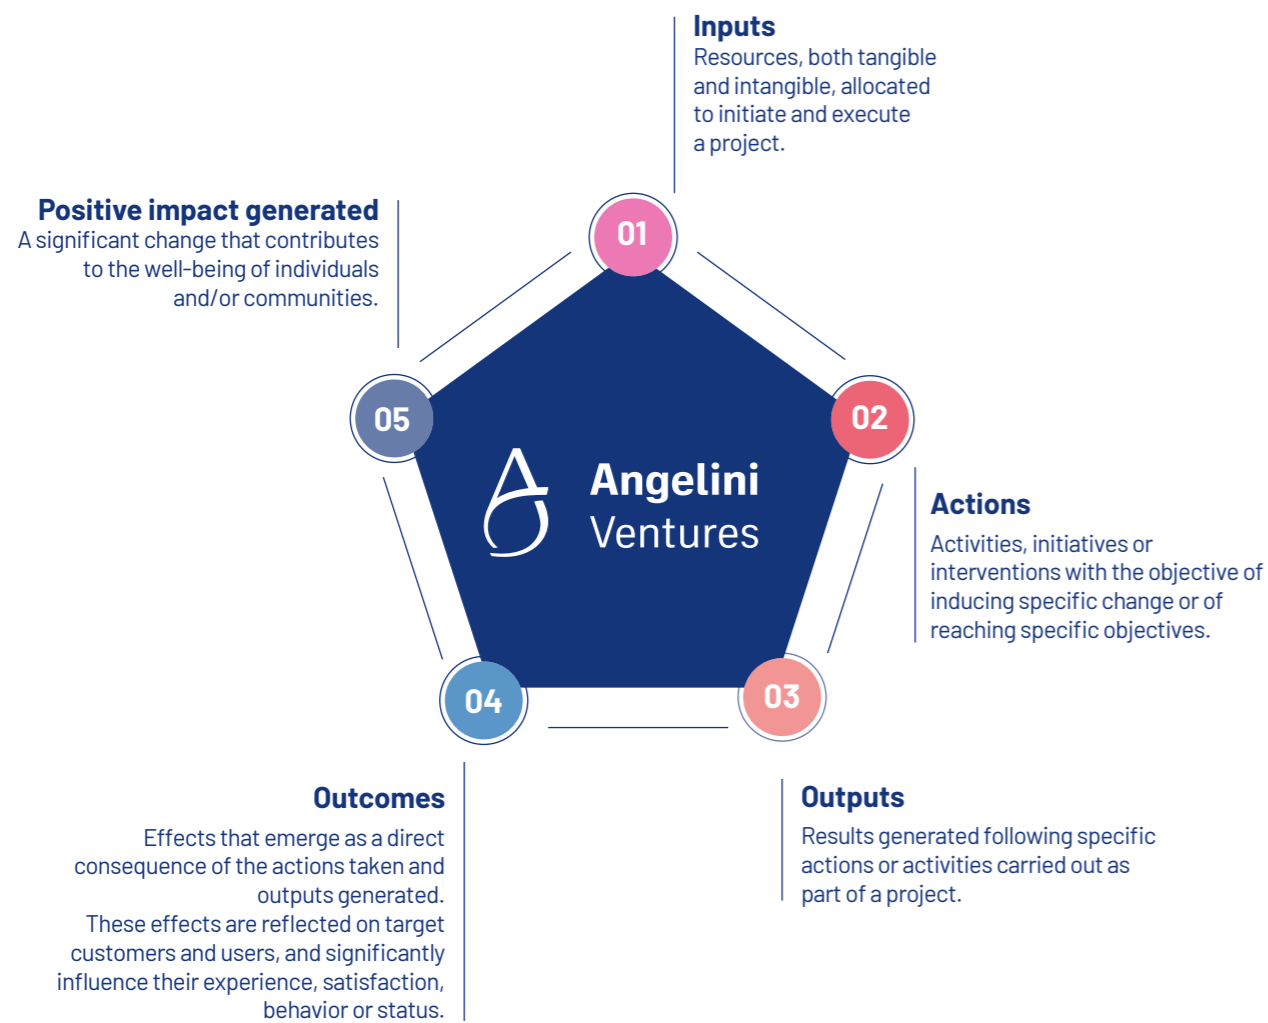 01
Inputs
Resources, both tangible
and intangible, allocated
to initiate and execute
a project.
02
Actions
Activities, initiatives or
interventions with the objective of
inducing specific change or of
reaching specific objectives.
03
Outputs
Results generated following specific
actions or activities carried out as
part of a project.
04
Outcomes
Effects that emerge as a direct
consequence of the actions taken and
outputs generated.
These effects are reflected on target
customers and users, and significantly
influence their experience, satisfaction,
behavior or status.
05
Positive impact generated
A significant change that contributes
to the well-being of individuals
and/or communities.
Angelini
Ventures